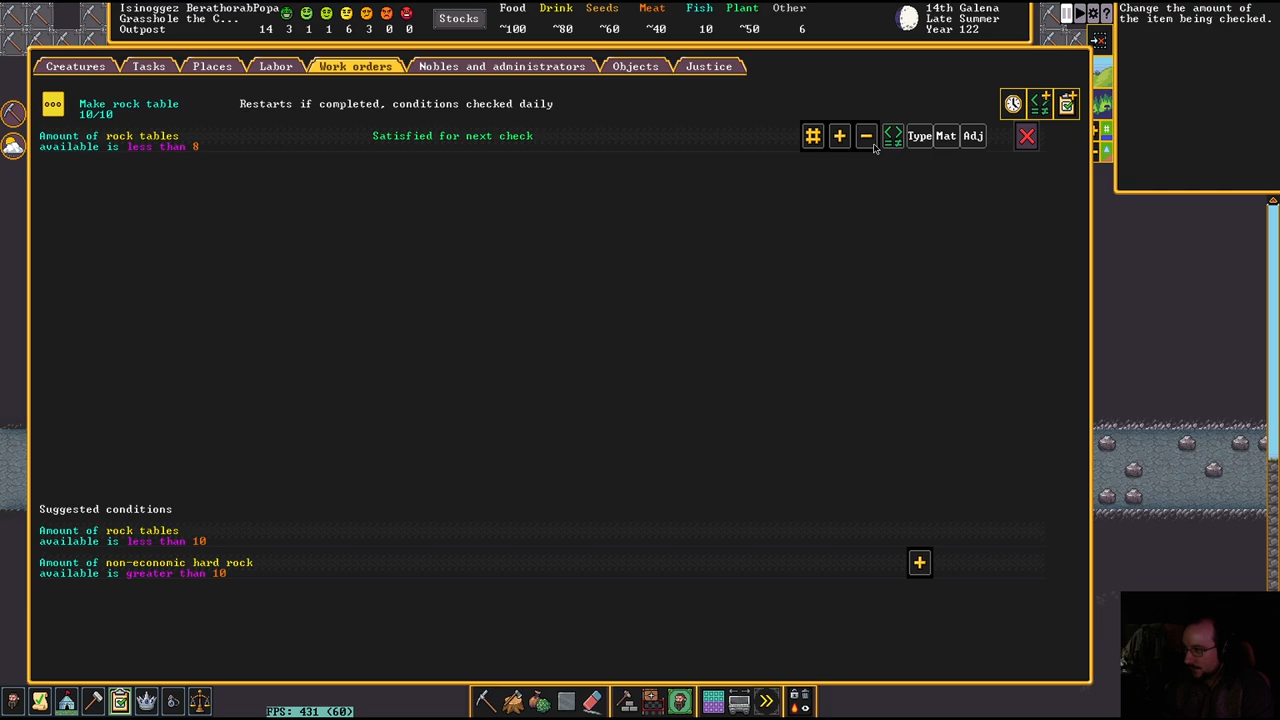 Isinoggez BerathorabPopa
Grasshole the C...
Outpost
14 3 1 1 6 3 0 0
Stocks
Food Drink Seeds Meat Fish Plant Other
~100 ~80 ~60 ~40 10 ~50 6
14th Galena
Late Summer
Year 122
?
Change the amount of
the item being checked.
Creatures Tasks Places Labor Work orders Nobles and administrators Objects Justice
Make rock table
10/10
Restarts if completed, conditions checked daily
Amount of rock tables
available is less than 8
Satisfied for next check
Type Mat Adj
Suggested conditions
Amount of rock tables
available is less than 10
Amount of non-economic hard rock
available is greater than 10
FPS: 431 (60)